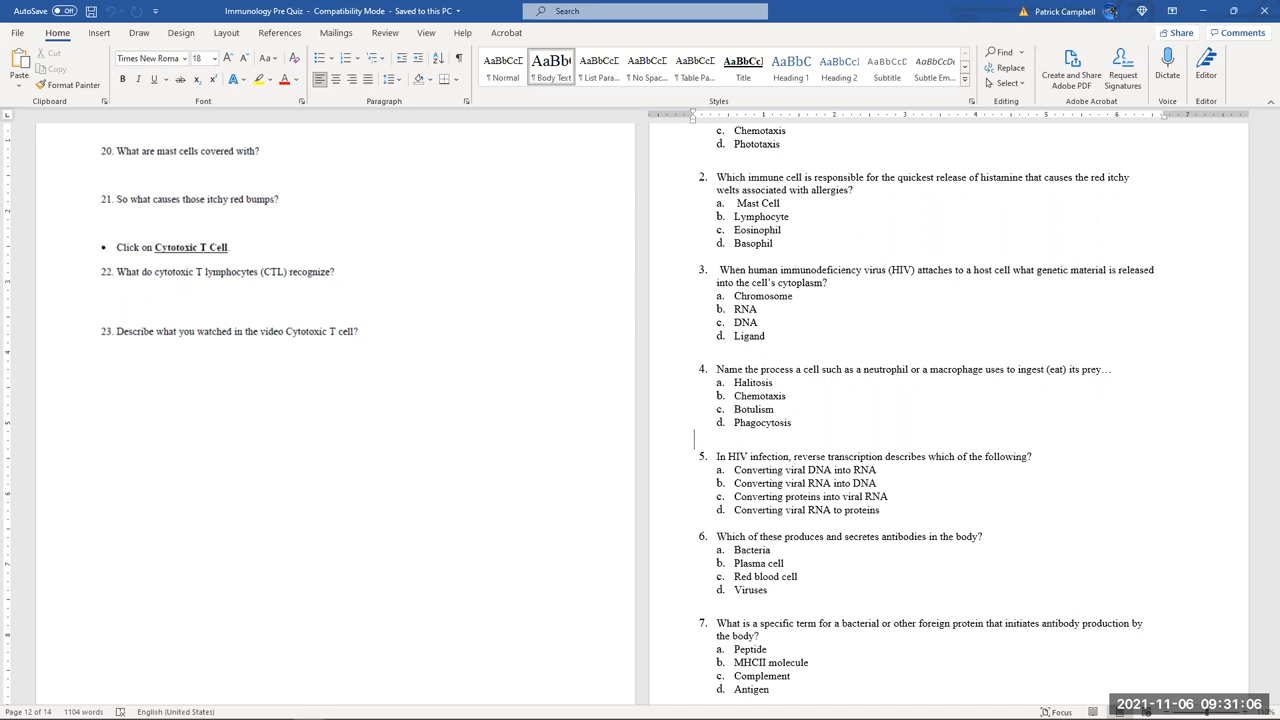 AutoSave Off Immunology Pre Quiz - Compatibility Mode - Saved to this PC Search Patrick Campbell
File Home Insert Draw Design Layout References Mailings Review View Help Acrobat Share Comments
Paste Cut Copy Format Painter Clipboard
Times New Roma 18 Font
Paragraph
AaBbCcI ¶ Normal
AaBb( ¶ Body Text
AaBbCcI ¶ List Para...
AaBbCcI ¶ No Spac...
AaBbCcI ¶ Table Pa...
AaBbCc Title
AaBbC Heading 1
AaBbCcI Heading 2
AaBbCcI Subtitle
AaBbCcDc Subtle Em...
Styles
Find Replace Select Editing
Create and Share Adobe PDF Request Signatures Adobe Acrobat
Dictate Voice
Editor Editor
20. What are mast cells covered with?
21. So what causes those itchy red bumps?
• Click on Cytotoxic T Cell.
22. What do cytotoxic T lymphocytes (CTL) recognize?
23. Describe what you watched in the video Cytotoxic T cell?
c. Chemotaxis
d. Phototaxis
2. Which immune cell is responsible for the quickest release of histamine that causes the red itchy
welts associated with allergies?
a. Mast Cell
b. Lymphocyte
c. Eosinophil
d. Basophil
3. When human immunodeficiency virus (HIV) attaches to a host cell what genetic material is released
into the cell's cytoplasm?
a. Chromosome
b. RNA
c. DNA
d. Ligand
4. Name the process a cell such as a neutrophil or a macrophage uses to ingest (eat) its prey…
a. Halitosis
b. Chemotaxis
c. Botulism
d. Phagocytosis
5. In HIV infection, reverse transcription describes which of the following?
a. Converting viral DNA into RNA
b. Converting viral RNA into DNA
c. Converting proteins into viral RNA
d. Converting viral RNA to proteins
6. Which of these produces and secretes antibodies in the body?
a. Bacteria
b. Plasma cell
c. Red blood cell
d. Viruses
7. What is a specific term for a bacterial or other foreign protein that initiates antibody production by
the body?
a. Peptide
b. MHCII molecule
c. Complement
d. Antigen
Page 12 of 14 1104 words English (United States) Focus
2021-11-06 09:31:06